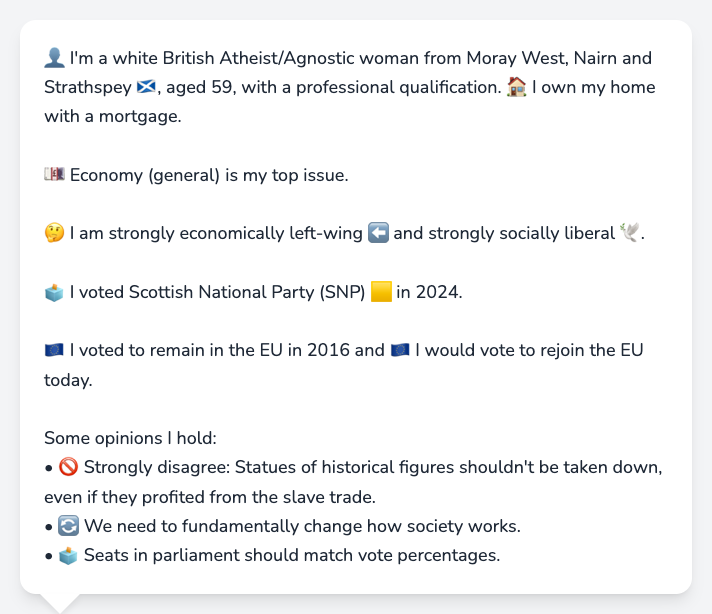 👤 I'm a white British Atheist/Agnostic woman from Moray West, Nairn and
Strathspey 🏴󠁧󠁢󠁳󠁣󠁴󠁿, aged 59, with a professional qualification. 🏠 I own my home
with a mortgage.
💷 Economy (general) is my top issue.
🤔 I am strongly economically left-wing ⬅️ and strongly socially liberal 🕊️.
🗳️ I voted Scottish National Party (SNP) 🟨 in 2024.
🇪🇺 I voted to remain in the EU in 2016 and 🇪🇺 I would vote to rejoin the EU
today.
Some opinions I hold:
• 🚫 Strongly disagree: Statues of historical figures shouldn't be taken down,
even if they profited from the slave trade.
• 🔄 We need to fundamentally change how society works.
• 🗳️ Seats in parliament should match vote percentages.